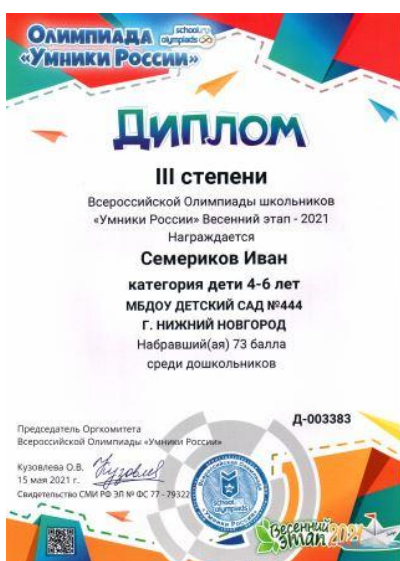 Олимпиада
«Умники России»
school.ru
olympiads
Диплом
III степени
Всероссийской Олимпиады школьников
«Умники России» Весенний этап - 2021
Награждается
Семериков Иван
категория дети 4-6 лет
МБДОУ ДЕТСКИЙ САД №444
Г. НИЖНИЙ НОВГОРОД
Набравший(ая) 73 балла
среди дошкольников
Д-003383
Председатель Оргкомитета
Всероссийской Олимпиады «Умники России»
Кузовлева О.В.
15 мая 2021 г.
Свидетельство СМИ РФ ЭЛ № ФС 77 - 79322
school.
olympiads
Весенний
этап 2021